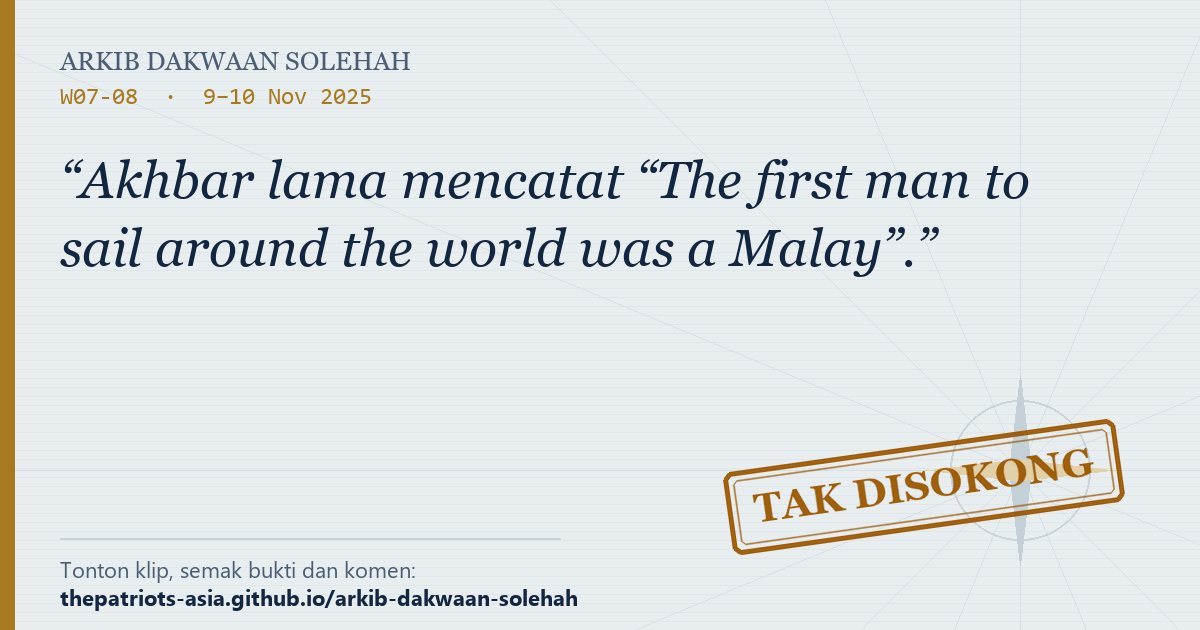 ARKIB DAKWAAN SOLEHAH
W07-08 · 9–10 Nov 2025
“Akhbar lama mencatat “The first man to
sail around the world was a Malay”.”
TAK DISOKONG
Tonton klip, semak bukti dan komen:
thepatriots-asia.github.io/arkib-dakwaan-solehah